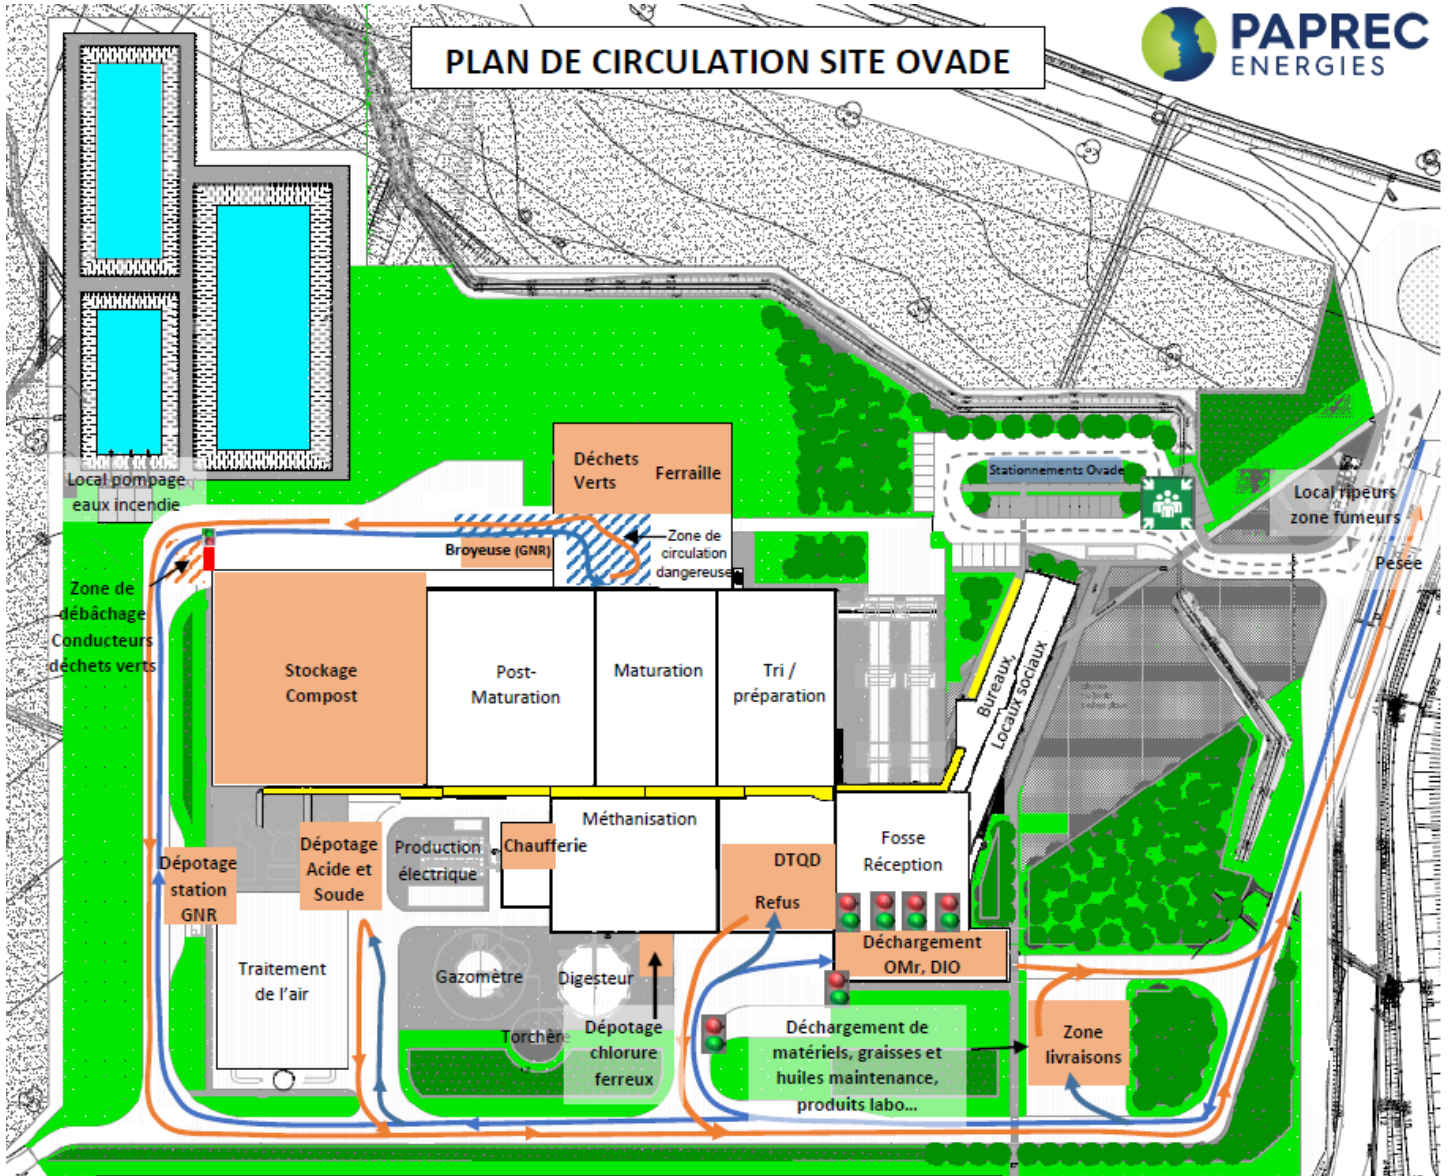 PLAN DE CIRCULATION SITE OVADE
PAPREC
ENERGIES
Local pompage
eaux incendie
Déchets
Verts
Ferraille
Stationnements Ovade
Local ripeurs
zone fumeurs
Pesée
Broyeuse (GNR)
Zone de
circulation
dangereuse
Zone de
débâchage
Conducteurs
déchets verts
Stockage
Compost
Post-
Maturation
Maturation
Tri /
préparation
Bureaux,
Locaux sociaux
Méthanisation
Fosse
Réception
Dépotage
station
GNR
Dépotage
Acide et
Soude
Production
électrique
Chaufferie
DTQD
Refus
Déchargement
OMr, DIO
Traitement
de l'air
Gazomètre
Digesteur
Torchère
Dépotage
chlorure
ferreux
Déchargement de
matériels, graisses et
huiles maintenance,
produits labo...
Zone
livraisons